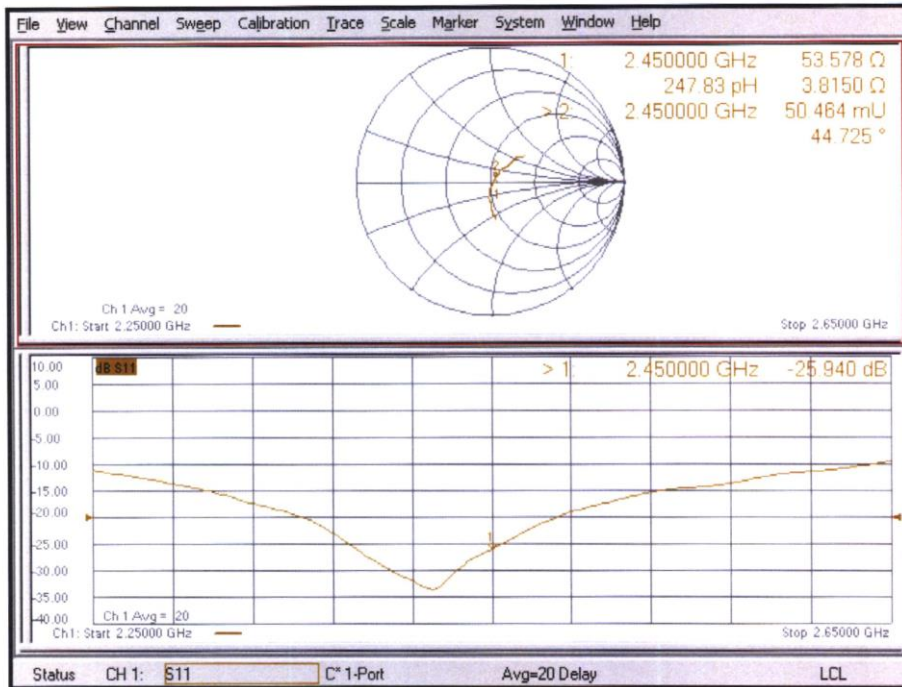 File View Channel Sweep Calibration Trace Scale Marker System Window Help
1: 2.450000 GHz 53.578 Ω
247.83 pH 3.8150 Ω
> 2: 2.450000 GHz 50.464 mU
44.725 °
Ch 1 Avg = 20
Ch1: Start 2.25000 GHz Stop 2.65000 GHz
10.00 dB S11 > 1: 2.450000 GHz -25.940 dB
5.00
0.00
-5.00
-10.00
-15.00
-20.00
-25.00
-30.00
-35.00
-40.00 Ch 1 Avg = 20
Ch1: Start 2.25000 GHz Stop 2.65000 GHz
Status CH 1: S11 C* 1-Port Avg=20 Delay LCL